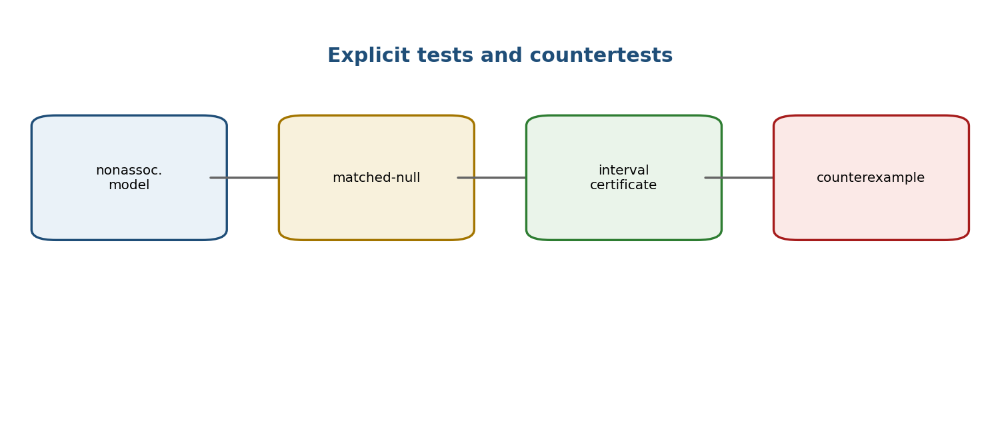 Explicit tests and countertests
nonassoc.
model
matched-null
interval
certificate
counterexample